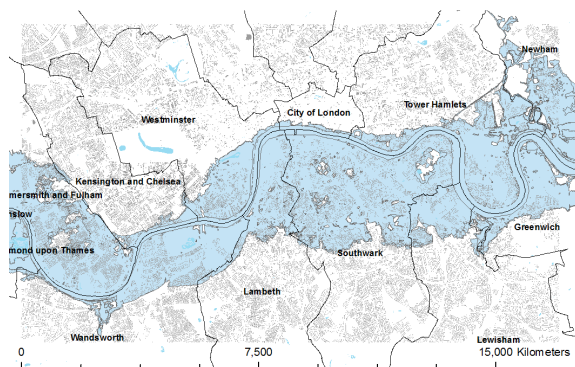 Newham
Tower Hamlets
City of London
Westminster
Kensington and Chelsea
mersmith and Fulham
nslow
Greenwich
mond upon Thames
Southwark
Lambeth
Wandsworth
Lewisham
0 7,500 15,000 Kilometers